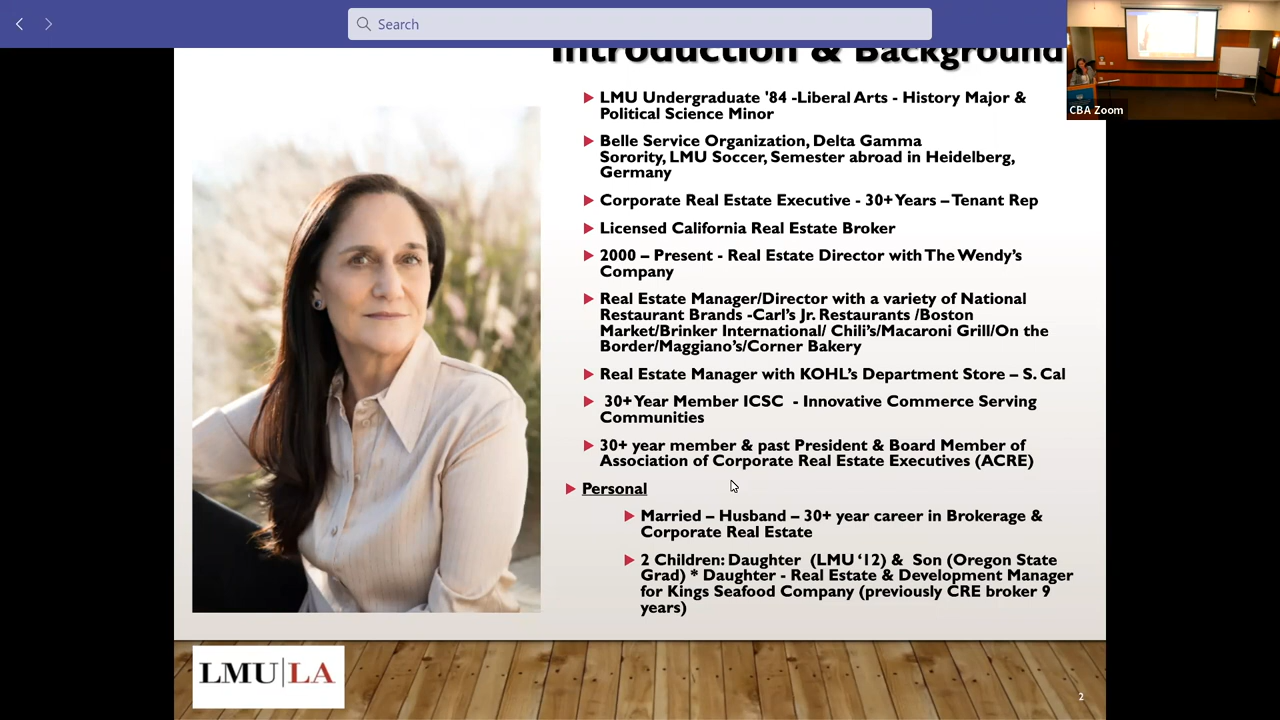 Search
CBA Zoom
Introduction & Background
LMU Undergraduate '84 -Liberal Arts - History Major &
Political Science Minor
Belle Service Organization, Delta Gamma
Sorority, LMU Soccer, Semester abroad in Heidelberg,
Germany
Corporate Real Estate Executive - 30+ Years – Tenant Rep
Licensed California Real Estate Broker
2000 – Present - Real Estate Director with The Wendy's
Company
Real Estate Manager/Director with a variety of National
Restaurant Brands -Carl's Jr. Restaurants /Boston
Market/Brinker International/ Chili's/Macaroni Grill/On the
Border/Maggiano's/Corner Bakery
Real Estate Manager with KOHL's Department Store – S. Cal
30+ Year Member ICSC - Innovative Commerce Serving
Communities
30+ year member & past President & Board Member of
Association of Corporate Real Estate Executives (ACRE)
Personal
Married – Husband – 30+ year career in Brokerage &
Corporate Real Estate
2 Children: Daughter (LMU '12) & Son (Oregon State
Grad) * Daughter - Real Estate & Development Manager
for Kings Seafood Company (previously CRE broker 9
years)
LMU|LA
2